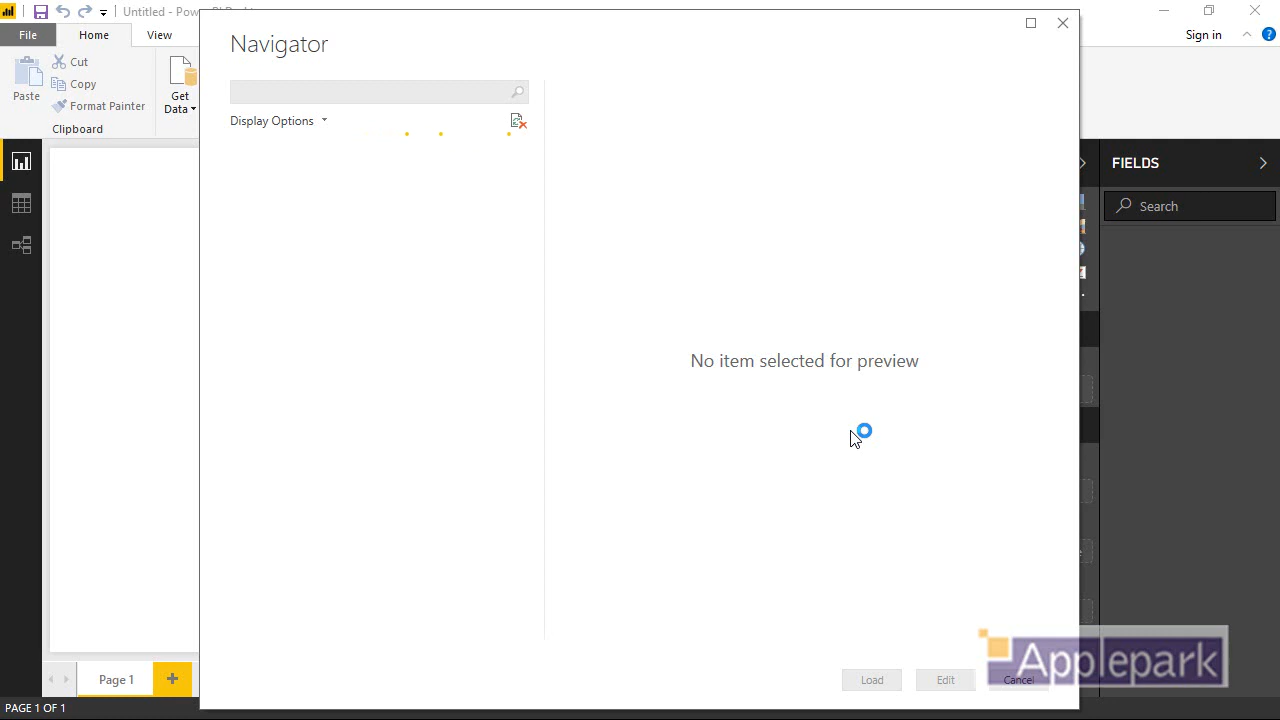 Untitled - Pow
File
Home
View
Sign in
Paste
Cut
Copy
Format Painter
Clipboard
Get
Data
Navigator
Display Options
No item selected for preview
FIELDS
Search
Load
Edit
Cancel
Applepark
Page 1
PAGE 1 OF 1